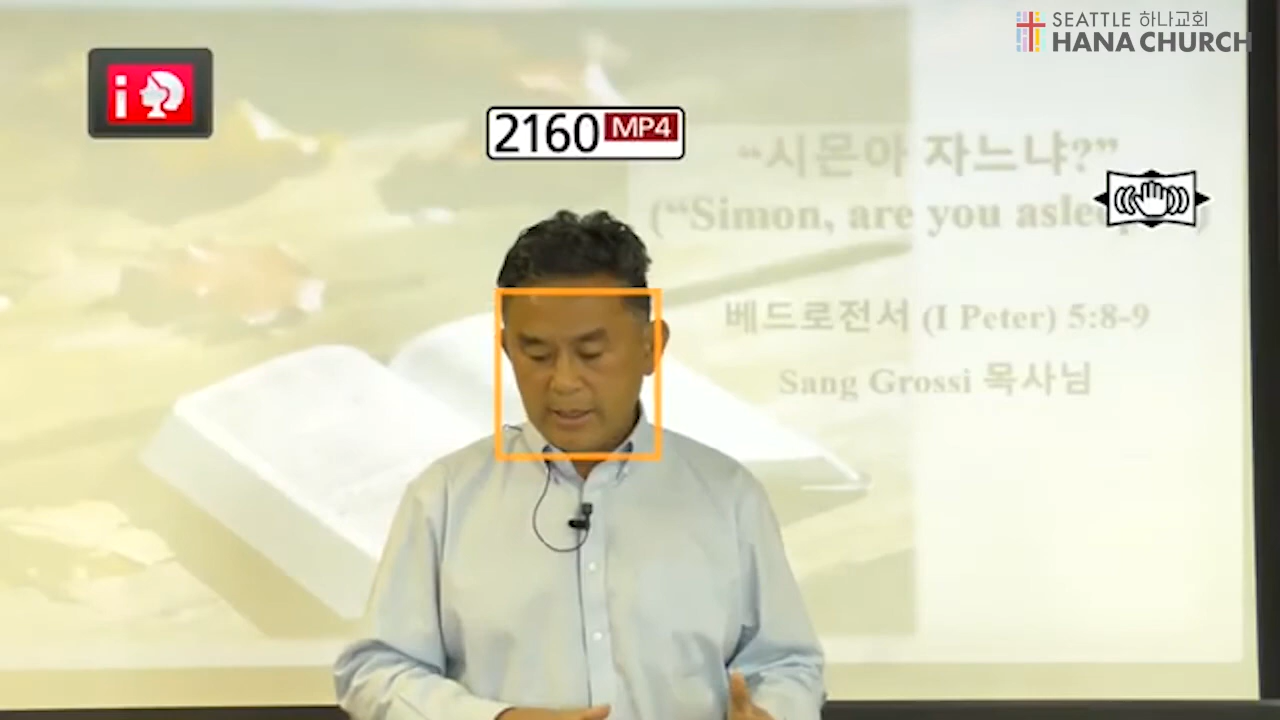 SEATTLE 하나교회
HANA CHURCH
i
2160 MP4
“시몬아 자느냐?”
(“Simon, are you
베드로전서 (I Peter) 5:8-9
Sang Grossi 목사님